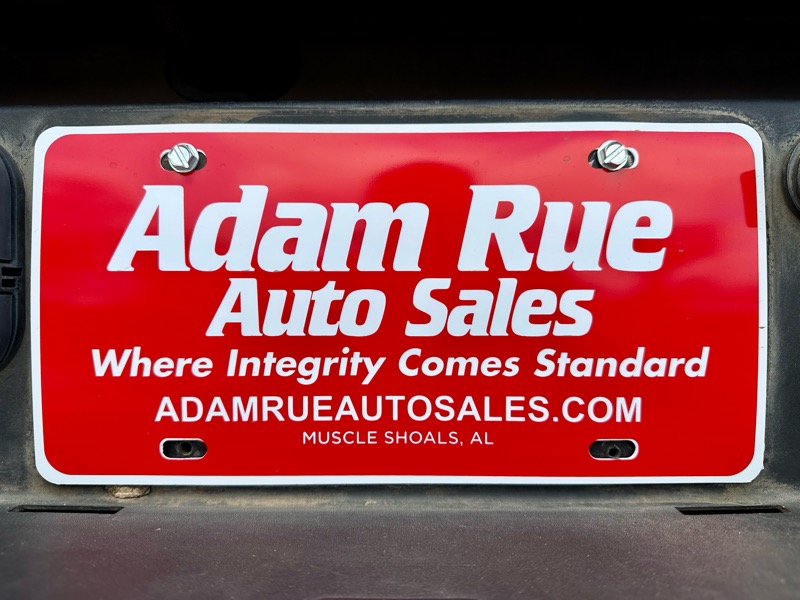 Adam Rue
Auto Sales
Where Integrity Comes Standard
ADAMRUEAUTOSALES.COM
MUSCLE SHOALS, AL